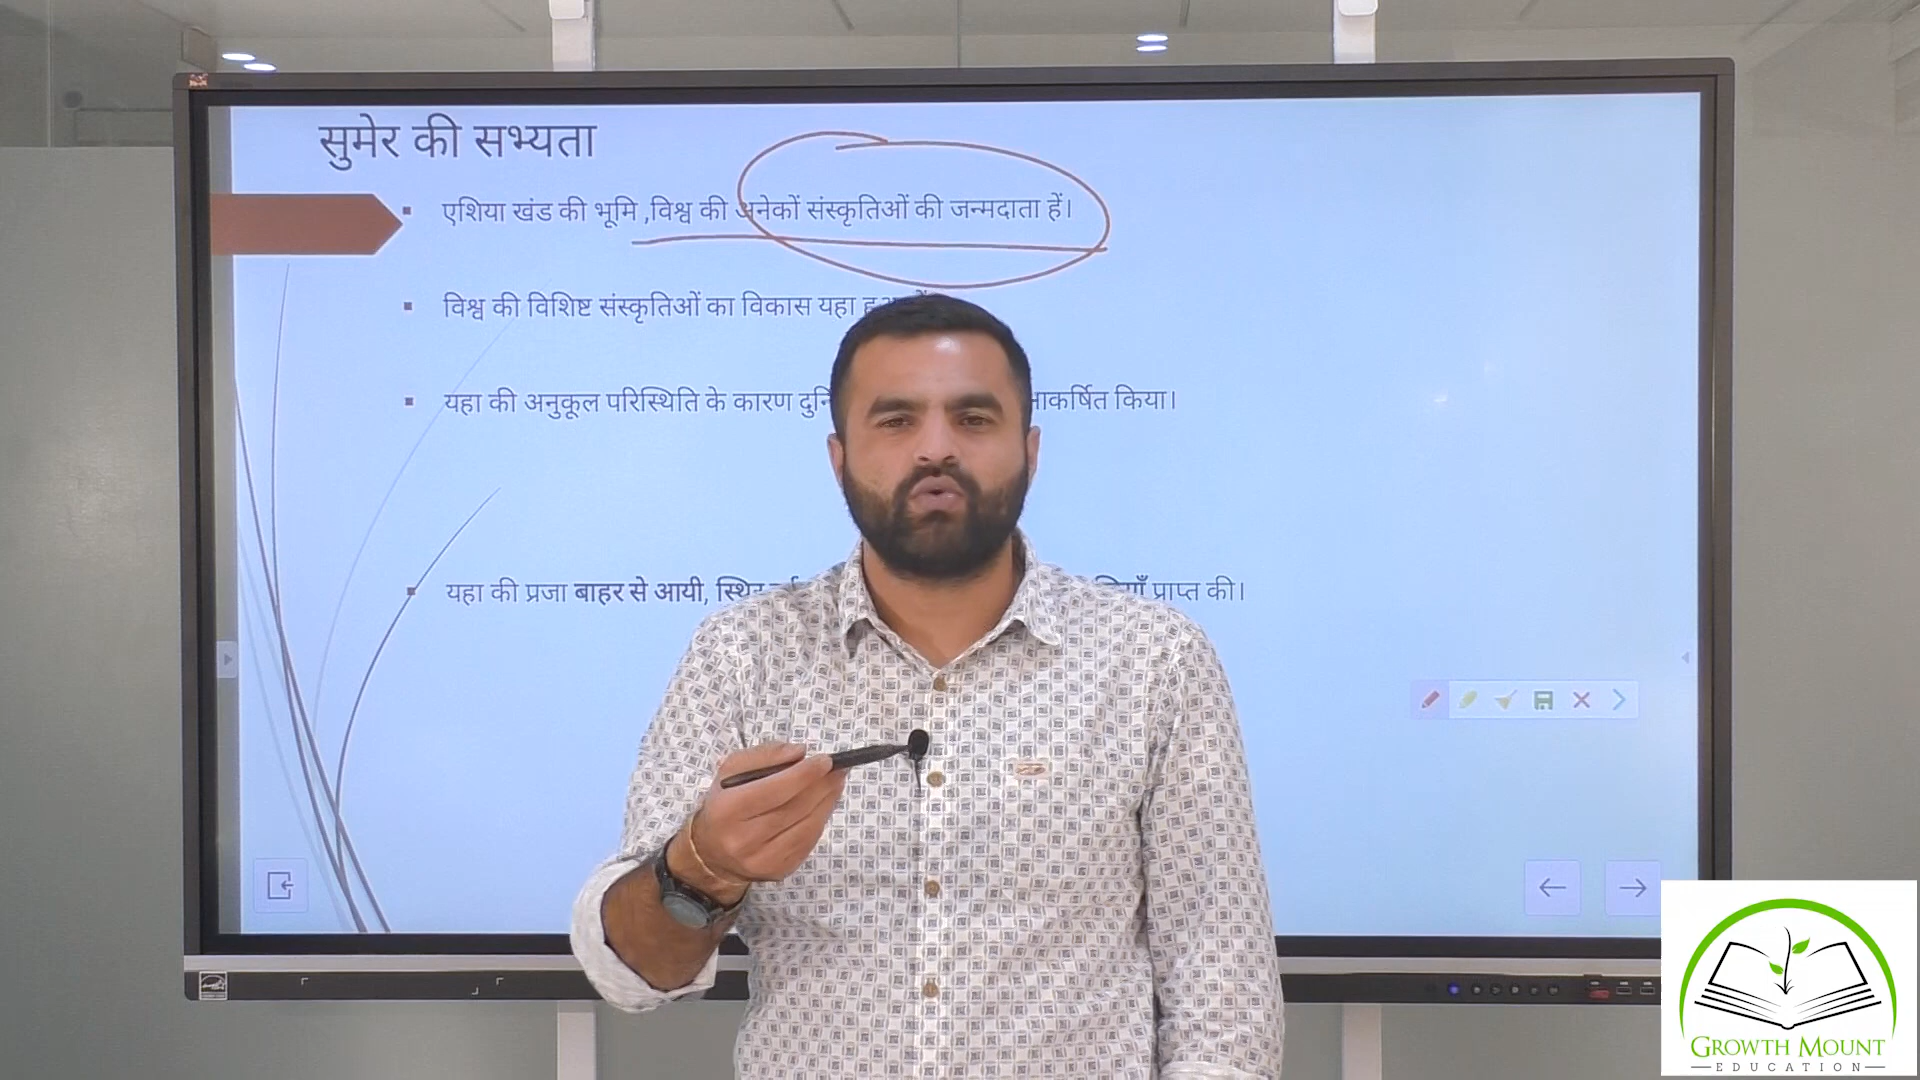 सुमेर की सभ्यता
एशिया खंड की भूमि ,विश्व की अनेकों संस्कृतिओं की जन्मदाता हें।
विश्व की विशिष्ट संस्कृतिओं का विकास यहा
यहा की अनुकूल परिस्थिति के कारण आकर्षित किया।
यहा की प्रजा बाहर से आयी, प्राप्त की।
GROWTH MOUNT
EDUCATION